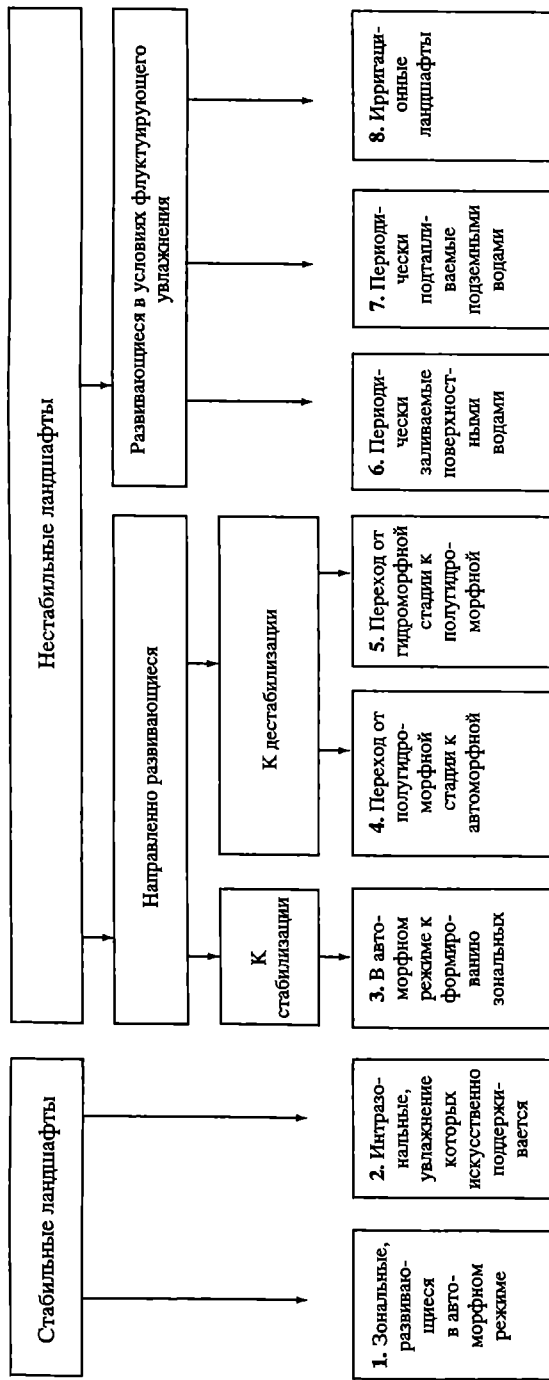 Стабильные ландшафты
Нестабильные ландшафты
Направленно развивающиеся
Развивающиеся в условиях флуктуирующего
увлажнения
К
стабилизации
К дестабилизации
1. Зональные,
развиваю-
щиеся
в авто-
морфном
режиме
2. Интразо-
нальные,
увлажнение
которых
искусственно
поддержи-
вается
3. В авто-
морфном
режиме к
формиро-
ванию
зональных
4. Переход от
полугидро-
морфной
стадии к
автоморфной
5. Переход от
гидроморфной
стадии к
полугидро-
морфной
6. Периоди-
чески
заливаемые
поверхност-
ными
водами
7. Периоди-
чески
подтапли-
ваемые
подземными
водами
8. Ирригаци-
онные
ландшафты